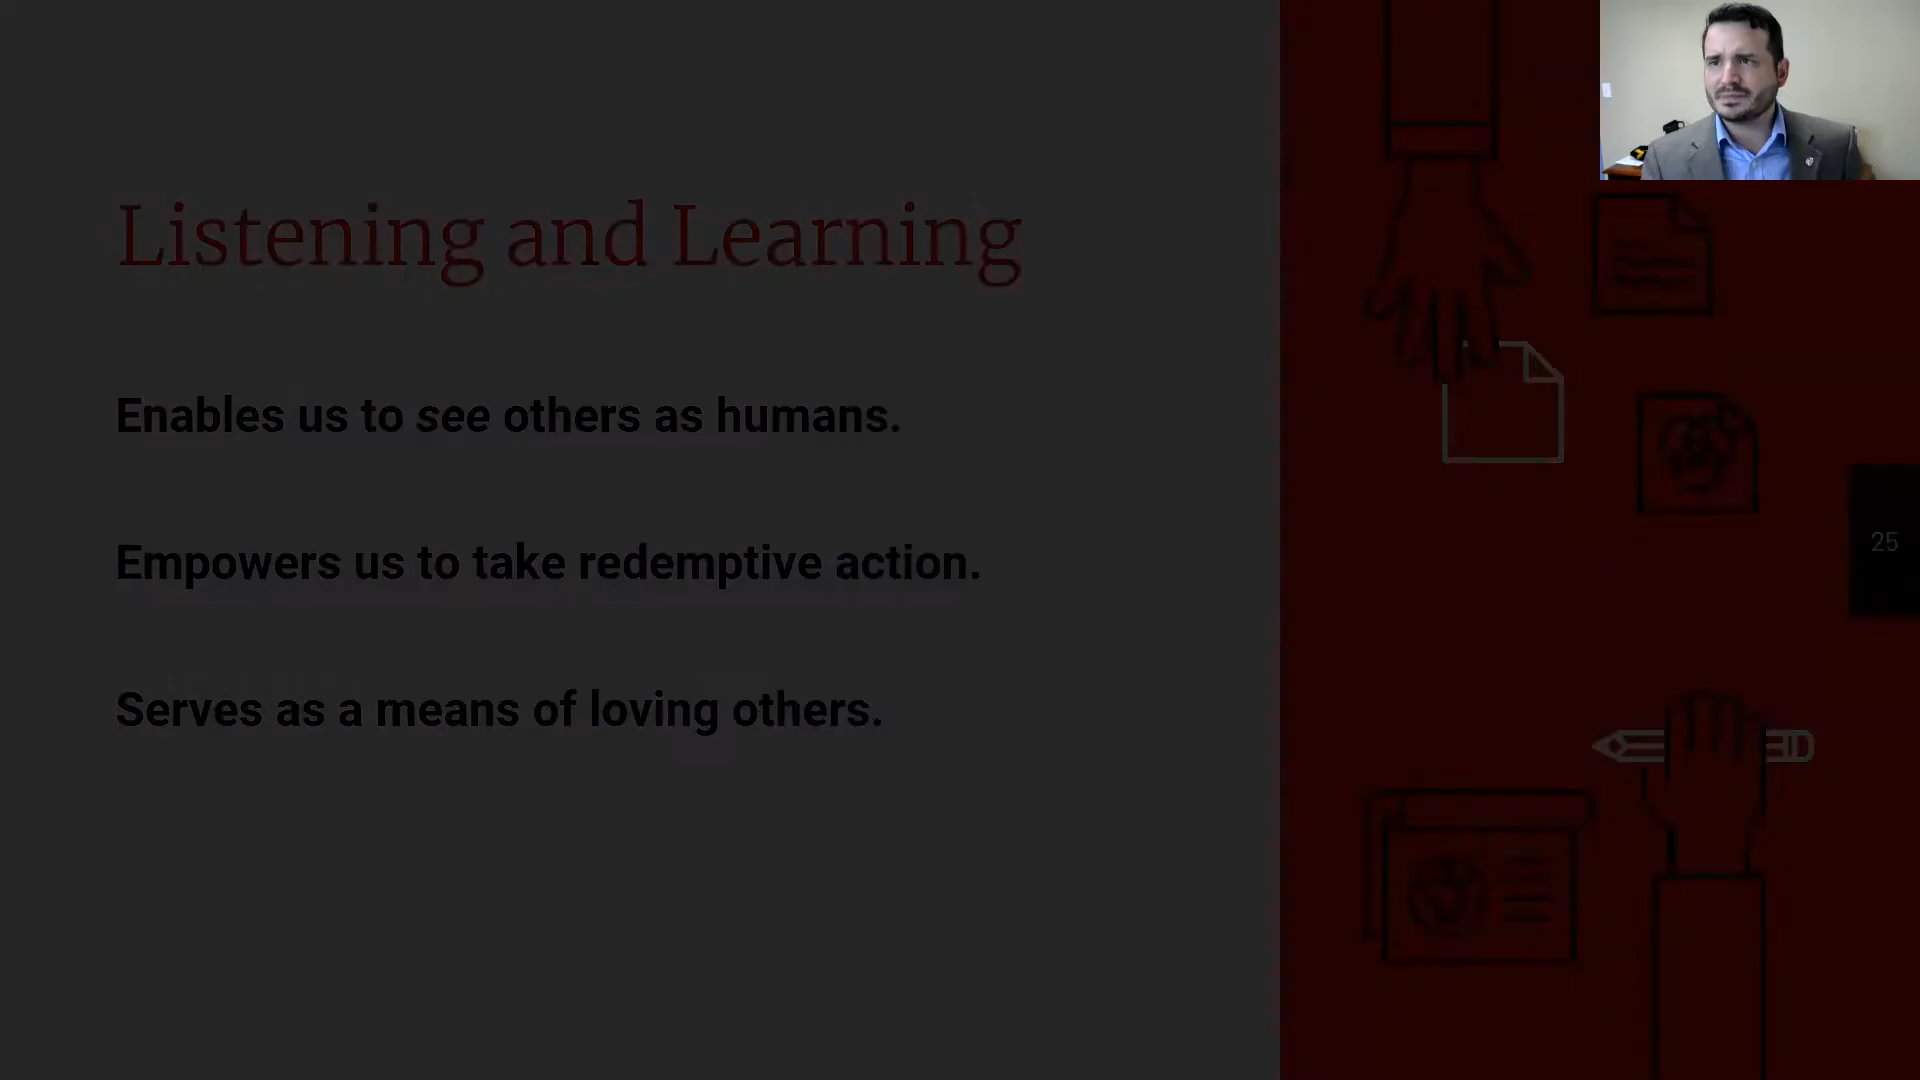 Listening and Learning
Enables us to see others as humans.
Empowers us to take redemptive action.
Serves as a means of loving others.
25